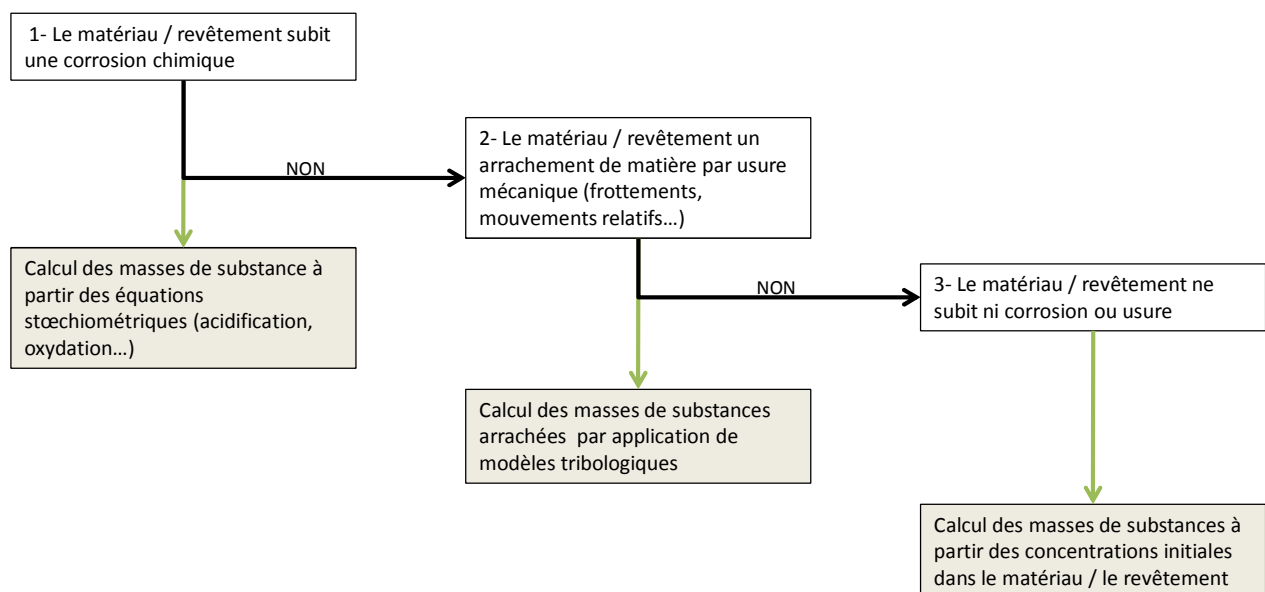 1- Le matériau / revêtement subit
une corrosion chimique
NON
2- Le matériau / revêtement un
arrachement de matière par usure
mécanique (frottements,
mouvements relatifs…)
Calcul des masses de substance à
partir des équations
stœchiométriques (acidification,
oxydation…)
NON
3- Le matériau / revêtement ne
subit ni corrosion ou usure
Calcul des masses de substances
arrachées par application de
modèles tribologiques
Calcul des masses de substances à
partir des concentrations initiales
dans le matériau / le revêtement